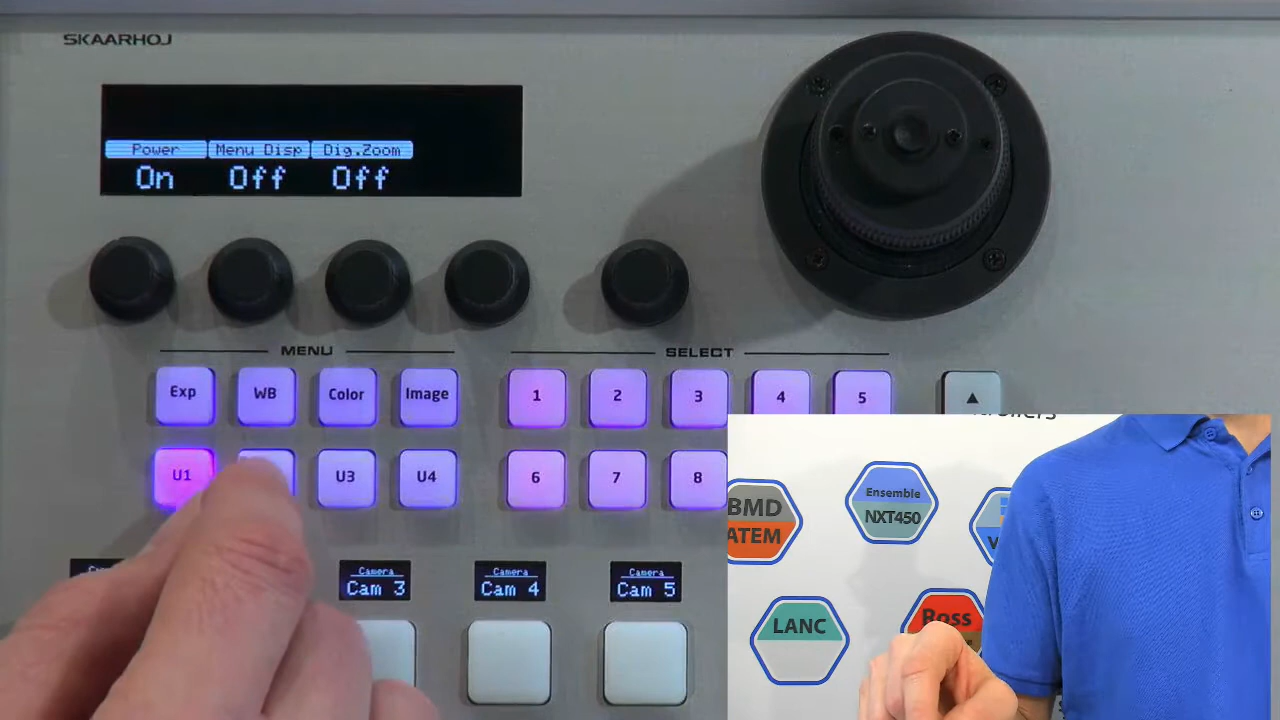 SKAARHOJ
Power Menu Disp Dig.Zoom
On Off Off
MENU
SELECT
Exp WB Color Image
1 2 3 4 5 ▲
U1 U3 U4
6 7 8
Camera
Cam 3
Camera
Cam 4
Camera
Cam 5
BMD
ATEM
Ensemble
NXT450
LANC
Ross